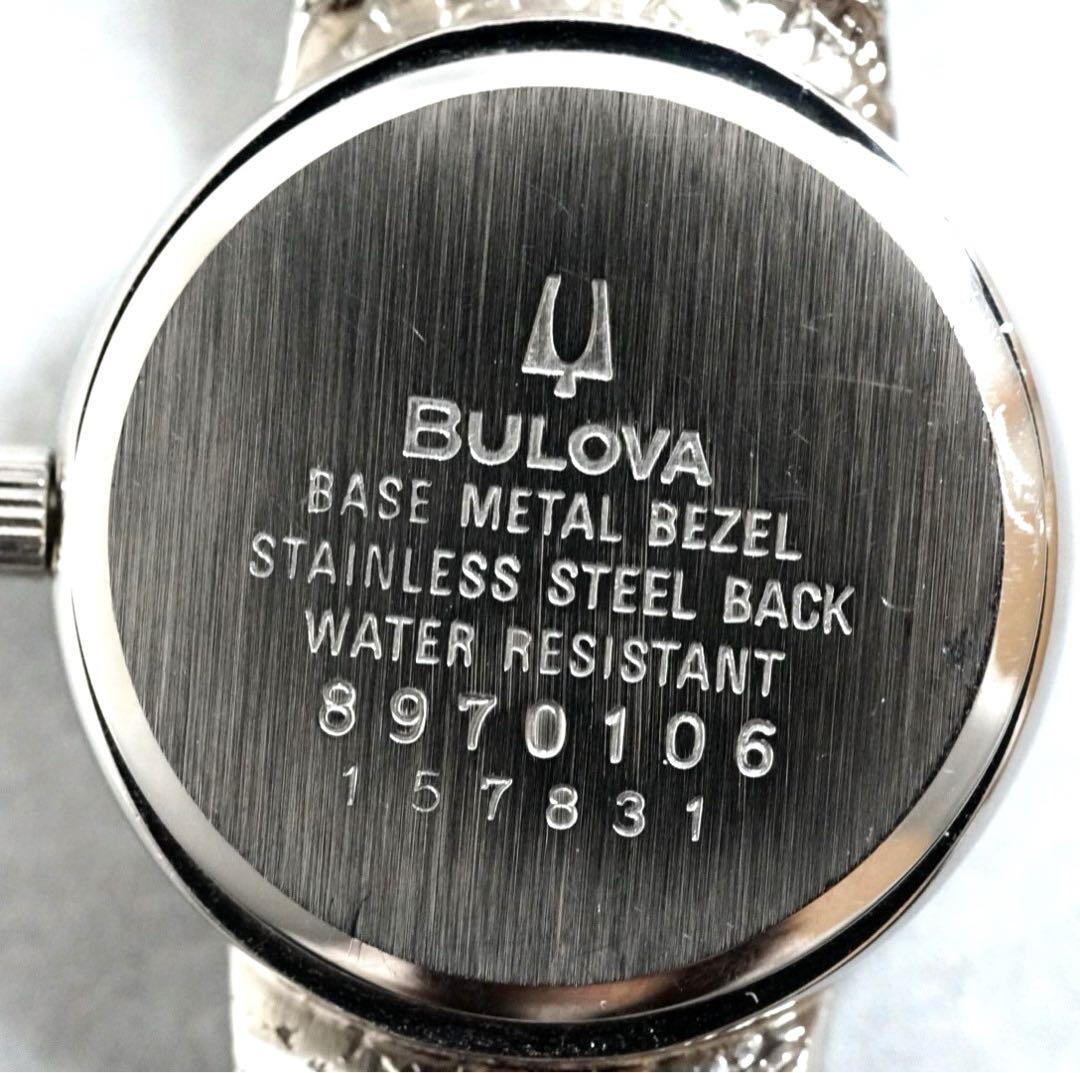 BULOVA
BASE METAL BEZEL
STAINLESS STEEL BACK
WATER RESISTANT
8970106
157831